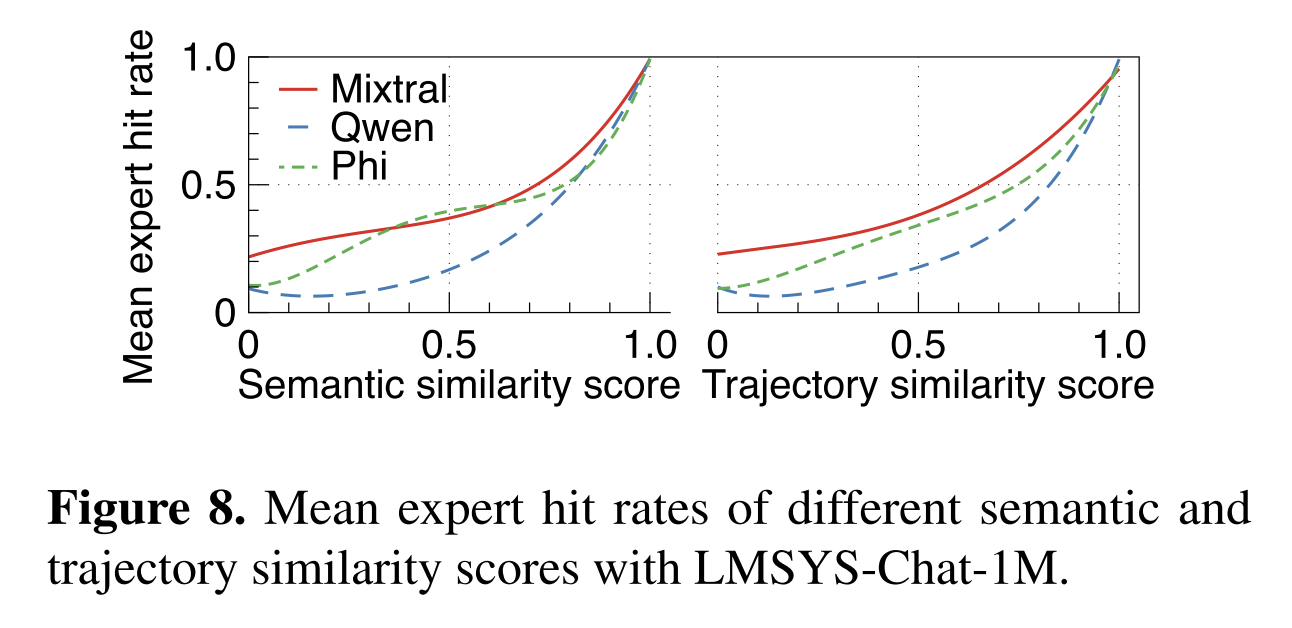 Mean expert hit rate
1.0
0.5
0
Mixtral
Qwen
Phi
0 0.5 1.0 0 0.5 1.0
Semantic similarity score Trajectory similarity score
Figure 8. Mean expert hit rates of different semantic and
trajectory similarity scores with LMSYS-Chat-1M.